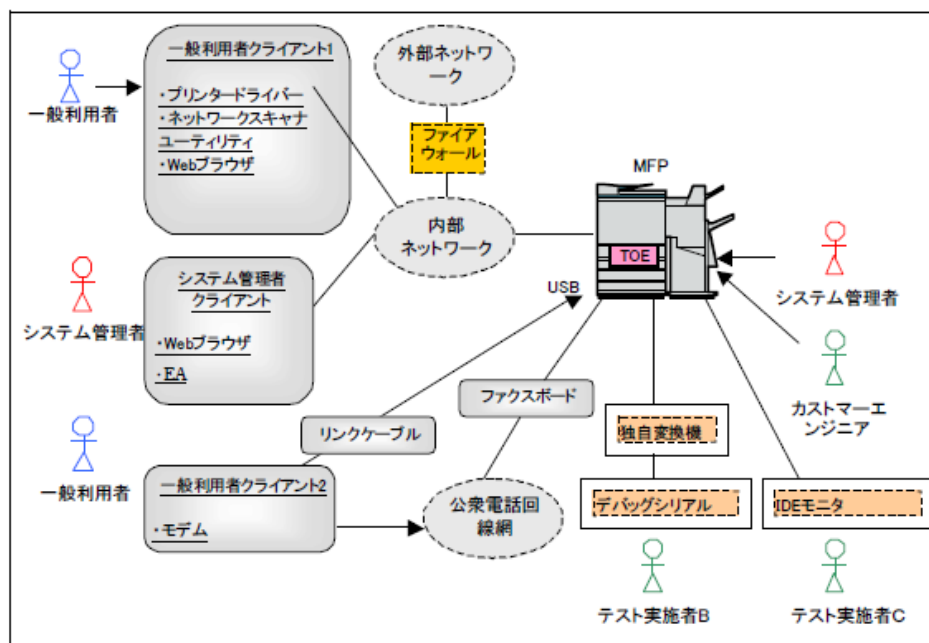 一般利用者クライアント1
・プリンタードライバー
・ネットワークスキャナ
ユーティリティ
・Webブラウザ
一般利用者
外部ネットワ
ーク
ファイア
ウォール
内部
ネットワーク
MFP
TOE
USB
システム管理者
クライアント
・Webブラウザ
・EA
システム管理者
システム管理者
カストマーエ
ンジニア
リンクケーブル
ファクスボード
独自変換機
デバッグシリアル
IDEモニタ
一般利用者クライアント2
・モデム
一般利用者
公衆電話回
線網
テスト実施者B
テスト実施者C